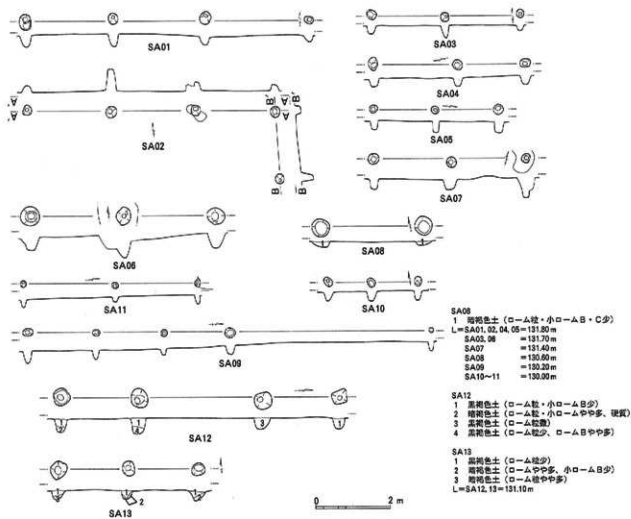 SA01
SA03
SA04
A A' B' B A A'
SA02
SA05
B B'
SA07
SA06
SA08
1 1
SA11
SA10
SA09
SA08
1 暗褐色土（ローム粒・小ロームB・C少）
L=SA01, 02, 04, 05=131.80m
SA03, 06 =131.70m
SA07 =131.40m
SA08 =130.60m
SA09 =130.20m
SA10～11 =130.00m
SA12
SA12
1 黒褐色土（ローム粒・小ロームB少）
2 暗褐色土（ローム粒・小ロームやや多、硬質）
3 黒褐色土（ローム粒微）
4 黒褐色土（ローム粒少、ロームBやや多）
SA13
1 黒褐色土（ローム粒少）
2 暗褐色土（ロームやや多、小ロームB少）
3 暗褐色土（ローム粒やや多）
L=SA12, 13=131.10m
SA13
0 2 m